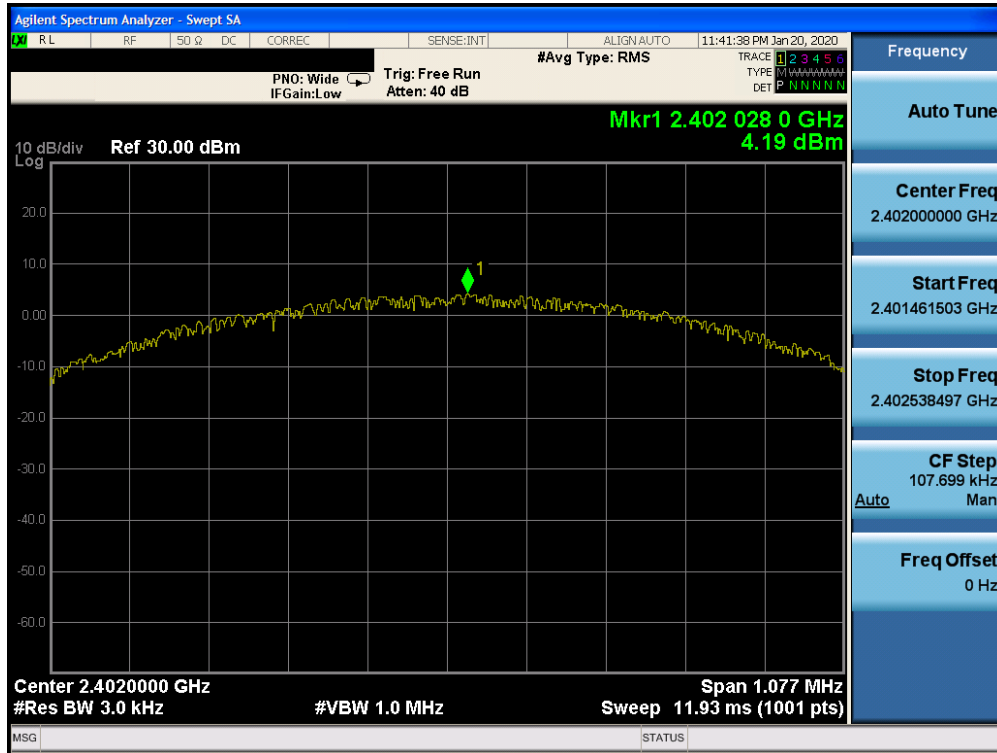 Agilent Spectrum Analyzer - Swept SA
LXI RL RF 50 Ω DC CORREC SENSE:INT ALIGN AUTO 11:41:38 PM Jan 20, 2020
#Avg Type: RMS
TRACE 1 2 3 4 5 6
PNO: Wide Trig: Free Run
TYPE M WWWWW
IFGain:Low Atten: 40 dB
DET P N N N N N
Mkr1 2.402 028 0 GHz
4.19 dBm
10 dB/div Ref 30.00 dBm
Log
20.0
10.0
1
0.00
-10.0
-20.0
-30.0
-40.0
-50.0
-60.0
Center 2.4020000 GHz Span 1.077 MHz
#Res BW 3.0 kHz #VBW 1.0 MHz Sweep 11.93 ms (1001 pts)
MSG STATUS
Frequency
Auto Tune
Center Freq
2.402000000 GHz
Start Freq
2.401461503 GHz
Stop Freq
2.402538497 GHz
CF Step
107.699 kHz
Auto Man
Freq Offset
0 Hz